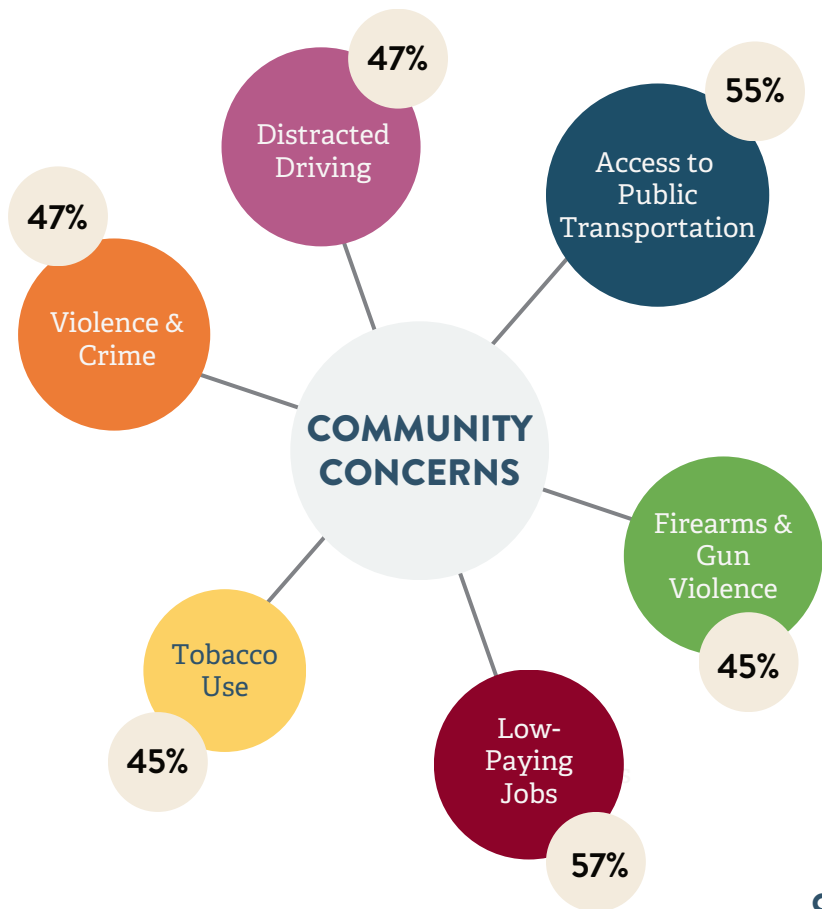 47%
Distracted
Driving
55%
Access to
Public
Transportation
47%
Violence &
Crime
COMMUNITY
CONCERNS
Firearms &
Gun
Violence
45%
Tobacco
Use
45%
Low-
Paying
Jobs
57%